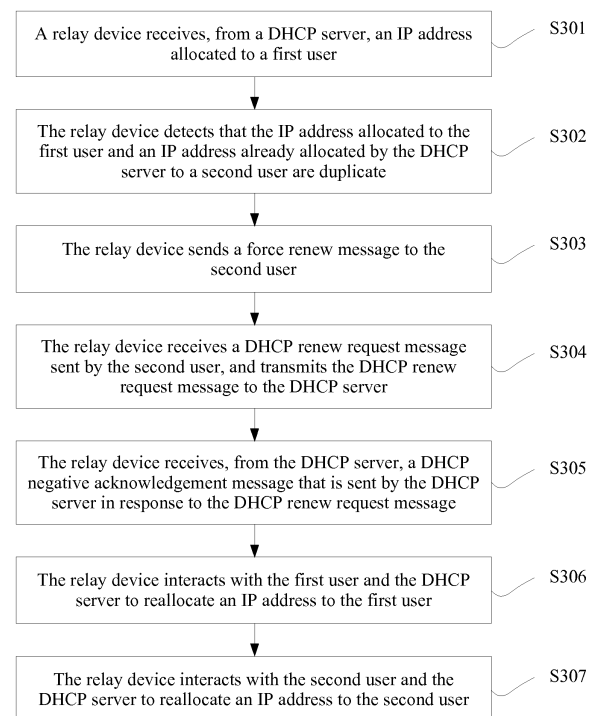 A relay device receives, from a DHCP server, an IP address
allocated to a first user
S301
The relay device detects that the IP address allocated to the
first user and an IP address already allocated by the DHCP
server to a second user are duplicate
S302
The relay device sends a force renew message to the
second user
S303
The relay device receives a DHCP renew request message
sent by the second user, and transmits the DHCP renew
request message to the DHCP server
S304
The relay device receives, from the DHCP server, a DHCP
negative acknowledgement message that is sent by the DHCP
server in response to the DHCP renew request message
S305
The relay device interacts with the first user and the DHCP
server to reallocate an IP address to the first user
S306
The relay device interacts with the second user and the
DHCP server to reallocate an IP address to the second user
S307